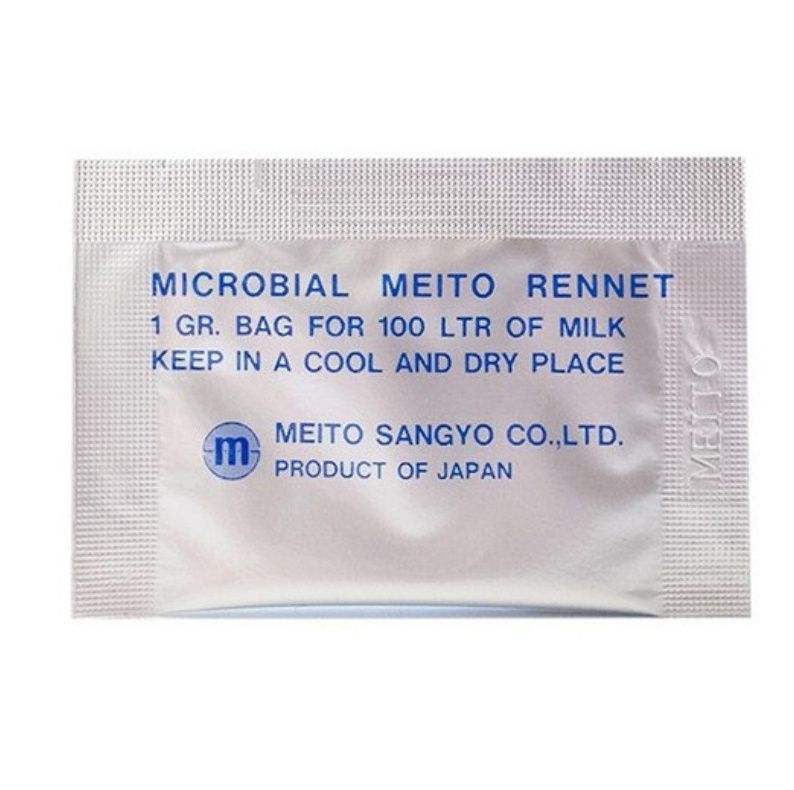 MICROBIAL MEITO RENNET
1 GR. BAG FOR 100 LTR OF MILK
KEEP IN A COOL AND DRY PLACE
m
MEITO SANGYO CO.,LTD.
PRODUCT OF JAPAN
MEITO